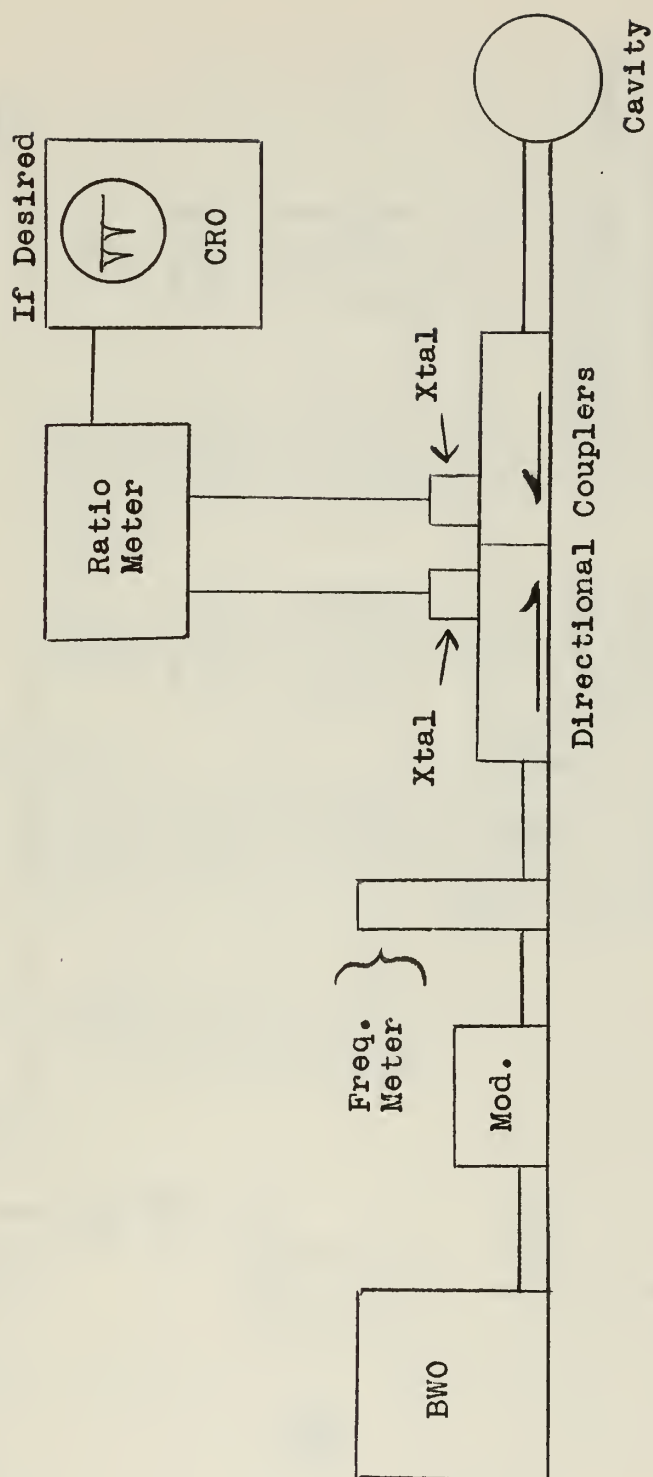 If Desired
CRO
Ratio
Meter
Xtal
Xtal
Cavity
Directional Couplers
Freq.
Meter
Mod.
BWO